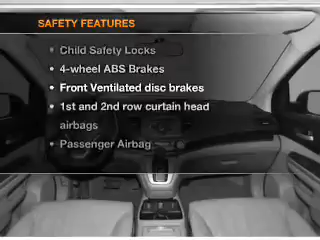 SAFETY FEATURES
• Child Safety Locks
• 4-wheel ABS Brakes
• Front Ventilated disc brakes
• 1st and 2nd row curtain head
airbags
• Passenger Airbag